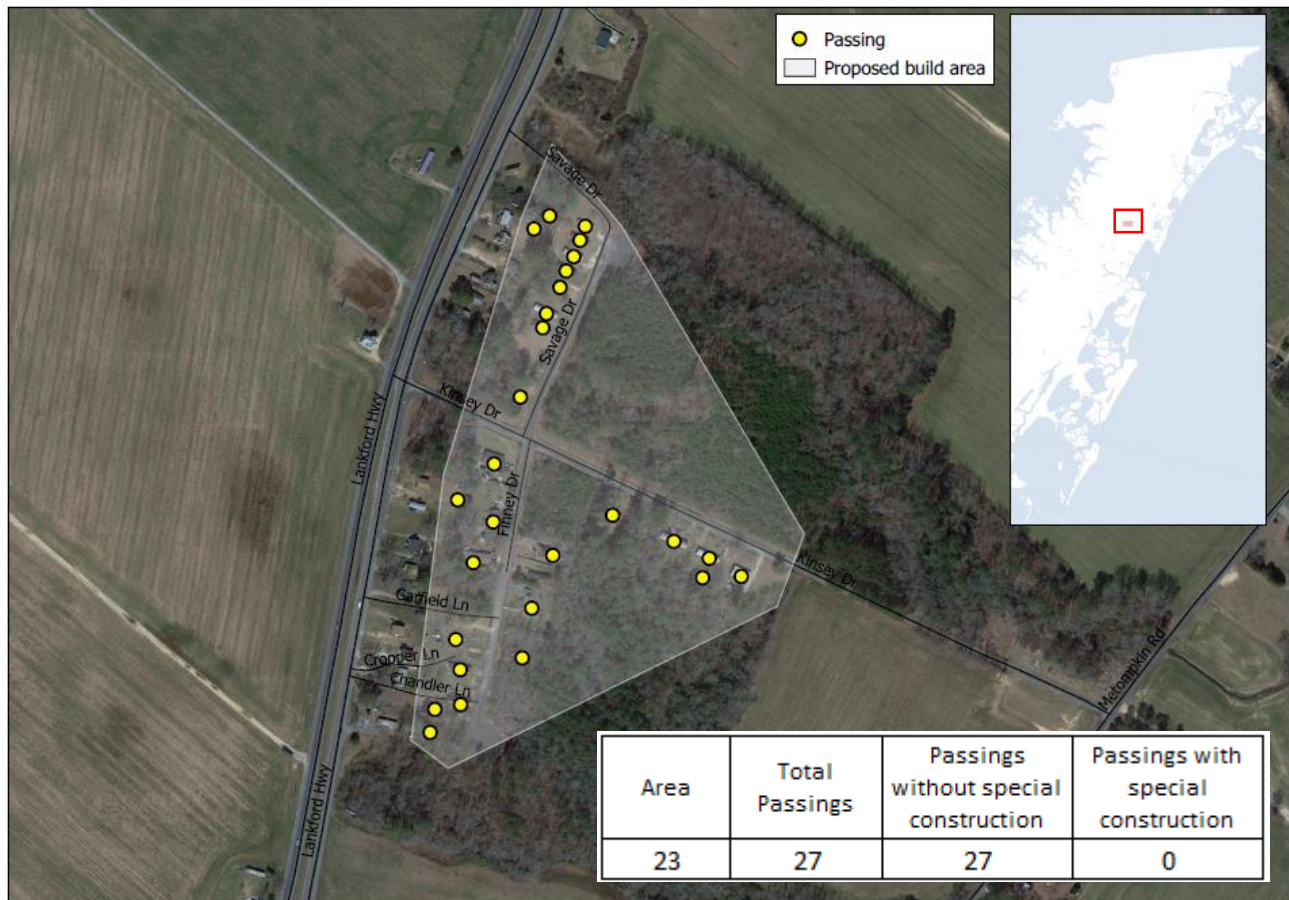 Passing
Proposed build area
Savage Dr
Savage Dr
Kinsey Dr
Lankford Hwy
Finney Dr
Kinsey Dr
Garfield Ln
Cropper Ln
Chandler Ln
Metompkin Rd
Lankford Hwy
Area
Total
Passings
Passings
without special
construction
Passings with
special
construction
23
27
27
0